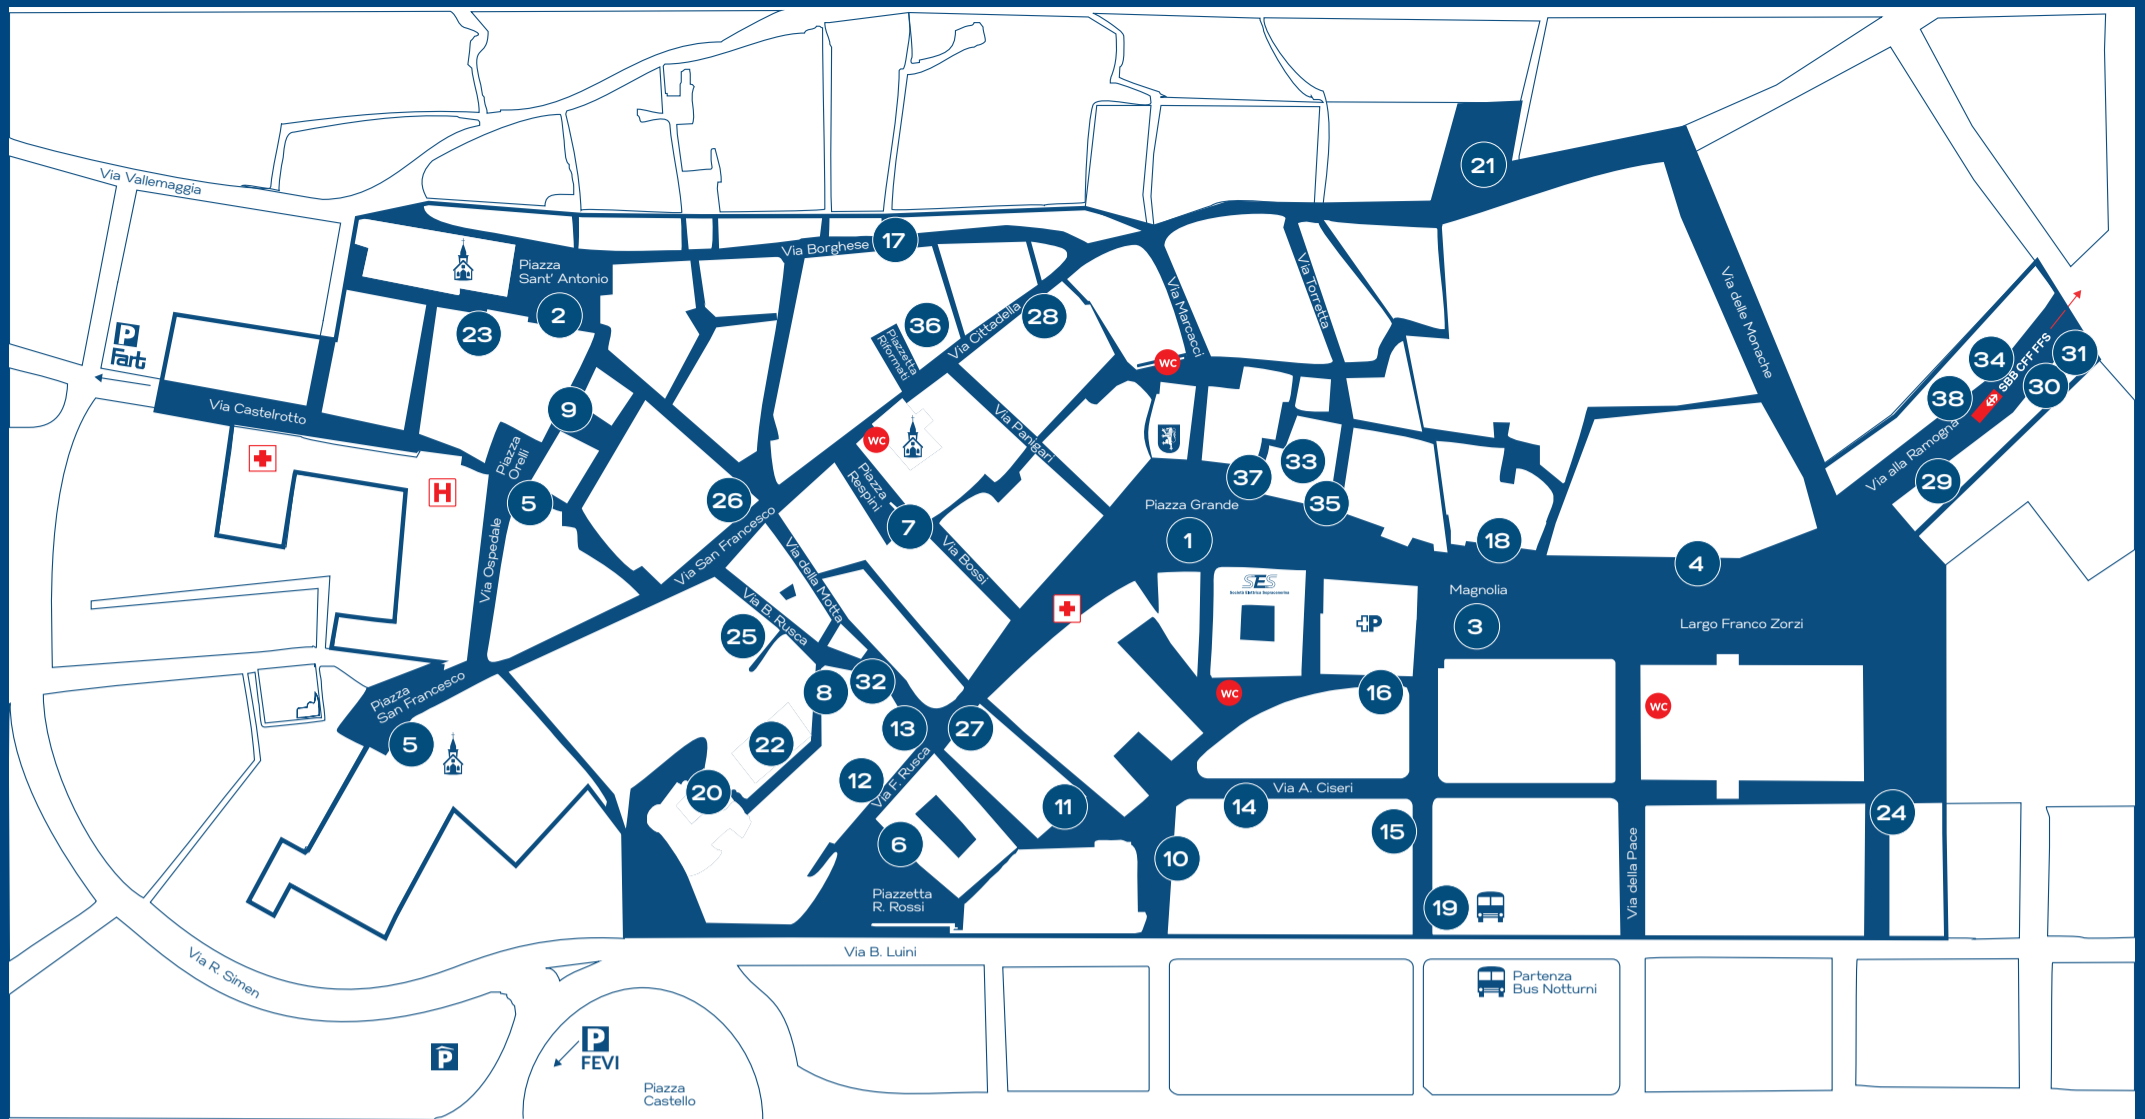 Via Vallemaggia
21
17
Via Borghese
Piazza
Sant' Antonio
2
23
36
Piazzetta
Riformati
Via Cittadella
28
Via Marcacci
Via Torretta
Via delle Monache
P
Fart
WC
34
SBB CFF FFS
31
30
38
Via alla Ramogna
29
Via Castelrotto
9
Piazza
Orelli
WC
Via Panigari
H
5
26
Piazza
Respini
7
37
33
35
Piazza Grande
1
18
4
Via Ospedale
Via San Francesco
Via della Motta
Via Bossi
SES
Società Elettrica Sopracenerina
P
Magnolia
3
Largo Franco Zorzi
Via B. Rusca
25
8
32
WC
16
WC
Piazza
San Francesco
5
13
27
22
20
12
Via F. Rusca
11
Via A. Ciseri
14
15
24
6
10
Via della Pace
Piazzetta
R. Rossi
19
Via B. Luini
Via R. Simen
Partenza
Bus Notturni
P
P
FEVI
Piazza
Castello